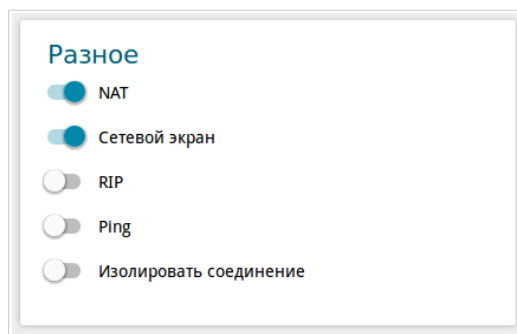 Разное
NAT
Сетевой экран
RIP
Ping
Изолировать соединение